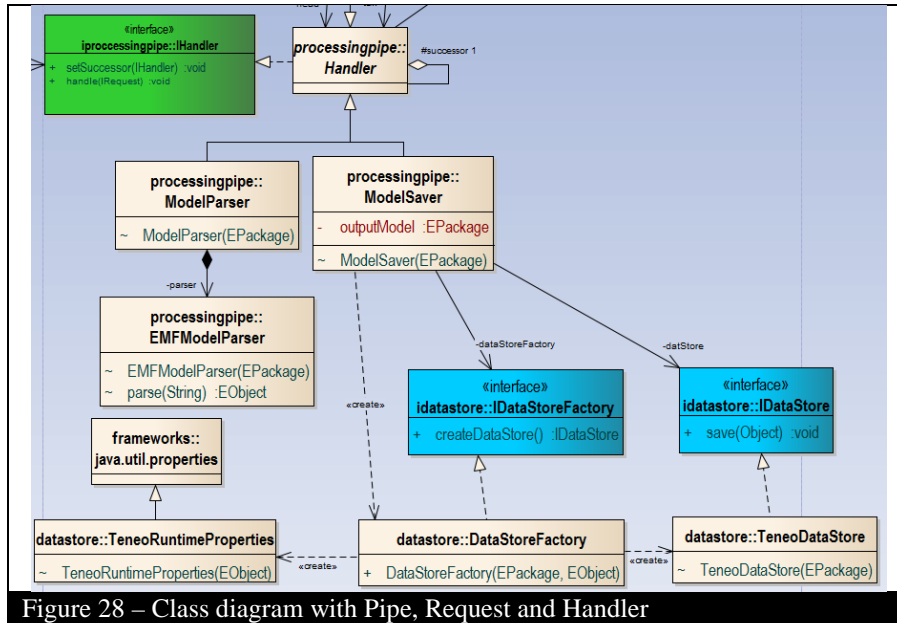 «interface»
iproccessingpipe::IHandler
+ setSuccessor(IHandler) :void
+ handle(IRequest) :void
processingpipe::
Handler
#successor 1
processingpipe::
ModelParser
~ ModelParser(EPackage)
processingpipe::
ModelSaver
- outputModel :EPackage
~ ModelSaver(EPackage)
-parser
processingpipe::
EMFModelParser
~ EMFModelParser(EPackage)
~ parse(String) :EObject
-dataStoreFactory
-datStore
«interface»
idatastore::IDataStoreFactory
+ createDataStore() :IDataStore
«interface»
idatastore::IDataStore
+ save(Object) :void
«create»
frameworks::
java.util.properties
datastore::TeneoRuntimeProperties
~ TeneoRuntimeProperties(EObject)
«create»
datastore::DataStoreFactory
+ DataStoreFactory(EPackage, EObject)
«create»
datastore::TeneoDataStore
~ TeneoDataStore(EPackage)
Figure 28 – Class diagram with Pipe, Request and Handler